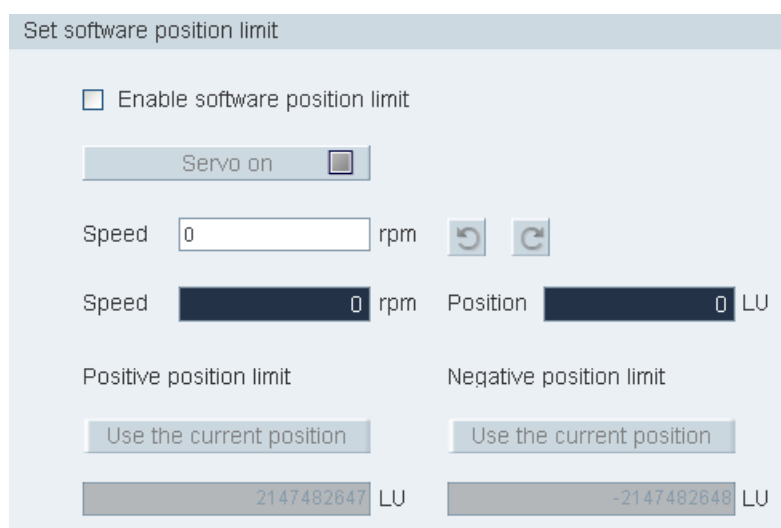 Set software position limit
Enable software position limit
Servo on
Speed 0 rpm
Speed 0 rpm Position 0 LU
Positive position limit Negative position limit
Use the current position Use the current position
2147482647 LU -2147482648 LU